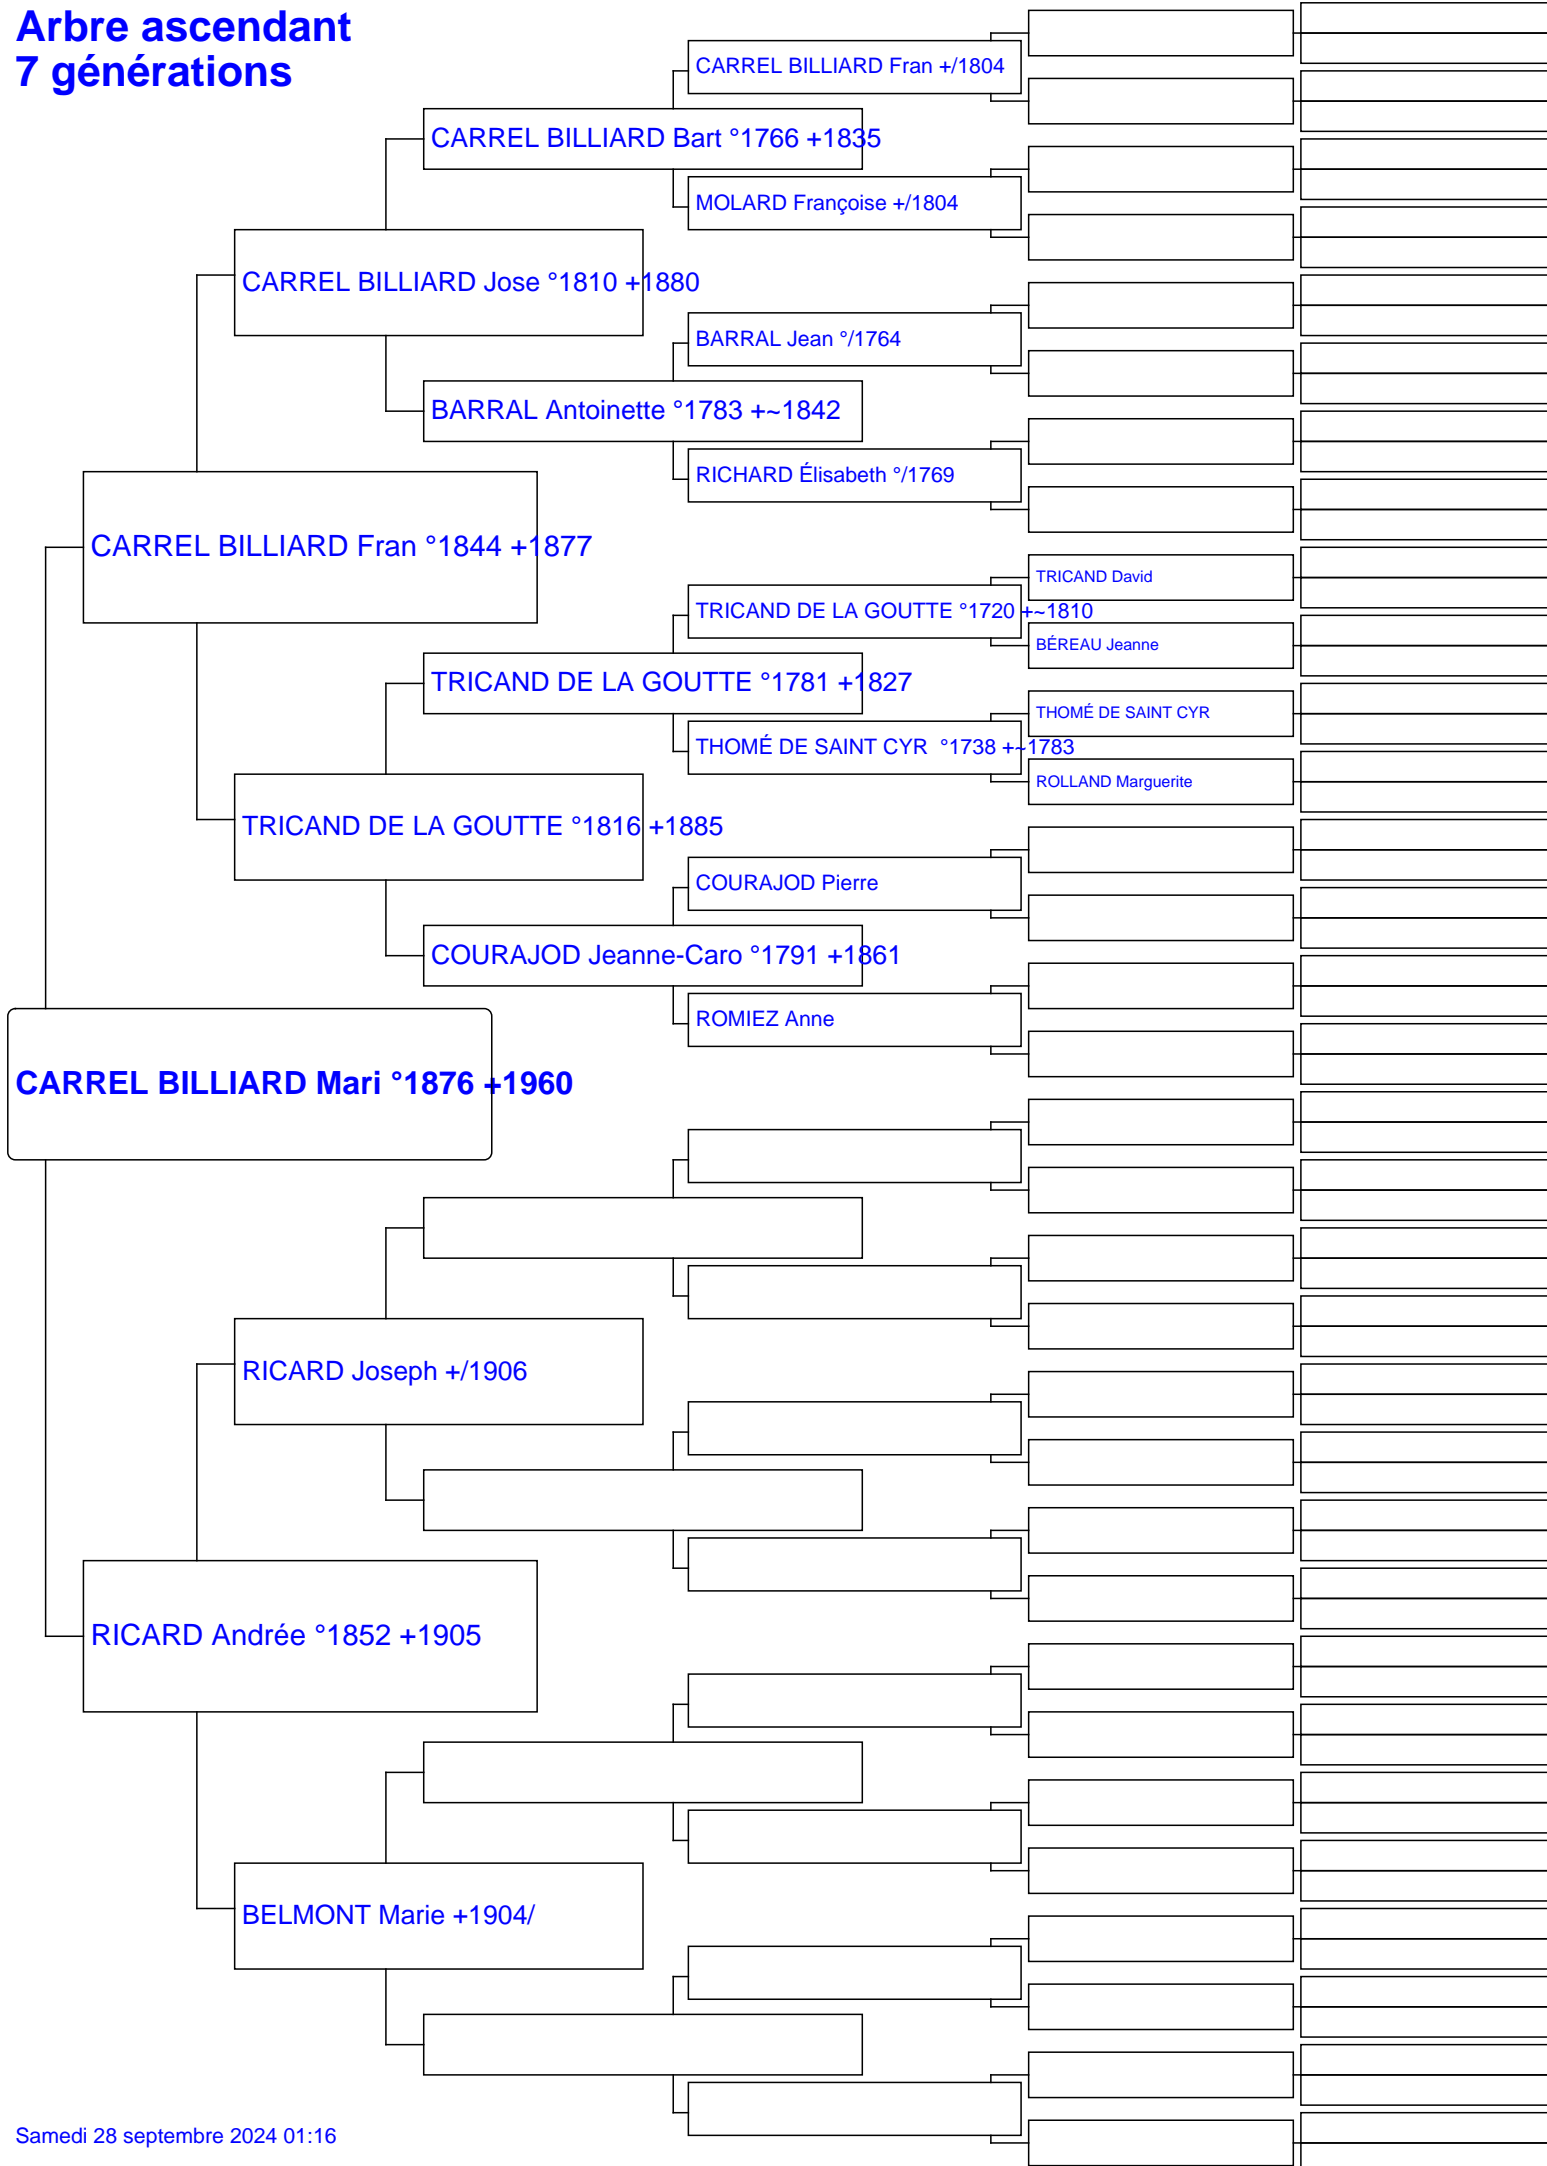 Arbre ascendant
7 générations
CARREL BILLIARD Fran +/1804
CARREL BILLIARD Bart °1766 +1835
MOLARD Françoise +/1804
CARREL BILLIARD Jose °1810 +1880
BARRAL Jean °/1764
BARRAL Antoinette °1783 +~1842
RICHARD Élisabeth °/1769
CARREL BILLIARD Fran °1844 +1877
TRICAND David
TRICAND DE LA GOUTTE °1720 +~1810
BÉREAU Jeanne
TRICAND DE LA GOUTTE °1781 +1827
THOMÉ DE SAINT CYR
THOMÉ DE SAINT CYR  °1738 +~1783
ROLLAND Marguerite
TRICAND DE LA GOUTTE °1816 +1885
COURAJOD Pierre
COURAJOD Jeanne-Caro °1791 +1861
ROMIEZ Anne
CARREL BILLIARD Mari °1876 +1960
RICARD Joseph +/1906
RICARD Andrée °1852 +1905
BELMONT Marie +1904/
Samedi 28 septembre 2024 01:16